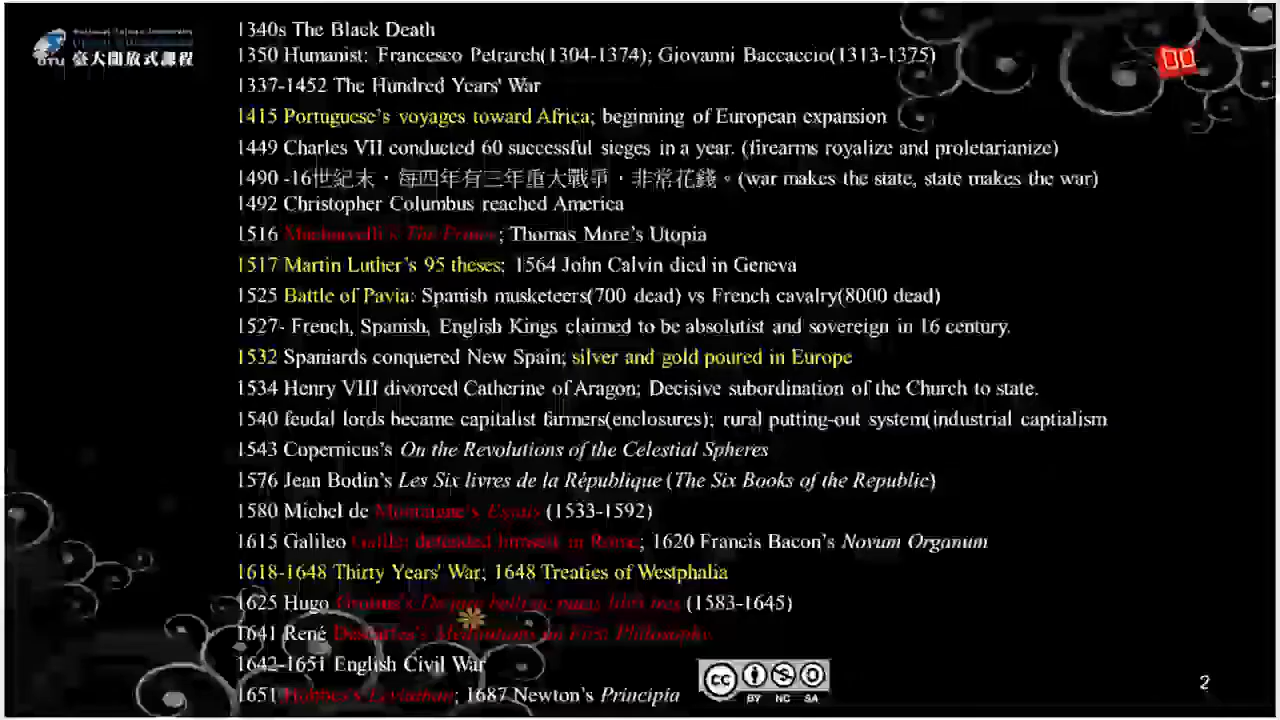 臺大開放式課程
1340s The Black Death
1350 Humanist: Francesco Petrarch(1304-1374); Giovanni Baccaccio(1313-1375)
1337-1452 The Hundred Years' War
1415 Portuguese's voyages toward Africa; beginning of European expansion
1449 Charles VII conducted 60 successful sieges in a year. (firearms royalize and proletarianize)
1490 -16世紀末，每四年有三年重大戰爭，非常花錢。(war makes the state, state makes the war)
1492 Christopher Columbus reached America
1516 Machiavelli's The Prince; Thomas More's Utopia
1517 Martin Luther's 95 theses; 1564 John Calvin died in Geneva
1525 Battle of Pavia: Spanish musketeers(700 dead) vs French cavalry(8000 dead)
1527- French, Spanish, English Kings claimed to be absolutist and sovereign in 16 century.
1532 Spaniards conquered New Spain; silver and gold poured in Europe
1534 Henry VIII divorced Catherine of Aragon; Decisive subordination of the Church to state.
1540 feudal lords became capitalist farmers(enclosures); rural putting-out system(industrial captialism
1543 Copernicus's On the Revolutions of the Celestial Spheres
1576 Jean Bodin's Les Six livres de la République (The Six Books of the Republic)
1580 Michel de Montaigne's Essais (1533-1592)
1615 Galileo defended himself in Rome; 1620 Francis Bacon's Novum Organum
1618-1648 Thirty Years' War; 1648 Treaties of Westphalia
1625 Hugo Grotius's De jure belli ac pacis (1583-1645)
1641 René Descartes's Meditations on First Philosophy.
1642-1651 English Civil War
1651 Hobbes's Leviathan; 1687 Newton's Principia
CC BY NC SA
2